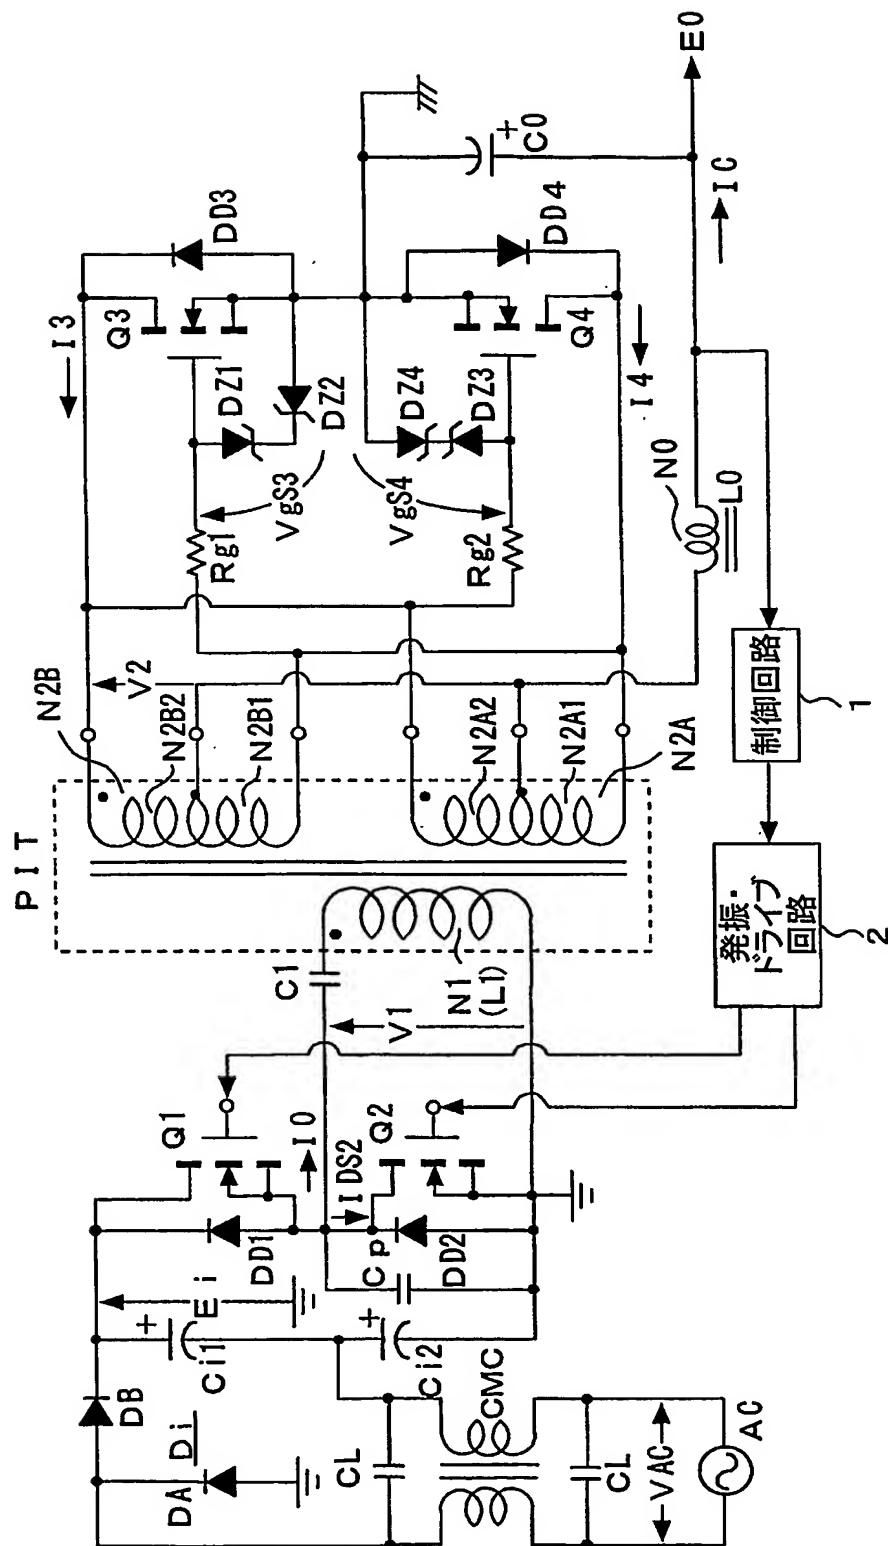 PIT
N2B
N2B2
N2B1
N2A2
N2A1
N2A
V2
I3
Q3
DD3
DZ1
DZ2
VgS3
Rg1
VgS4
Rg2
DZ4
DZ3
Q4
DD4
I4
+
C0
E0
IC
N0
L0
制御回路
1
発振・
ドライブ
回路
2
C1
V1
N1
(L1)
Q1
I0
DD1
IDS2
Q2
Cp
DD2
Ei
+
Ci1
+
Ci2
DB
Di
DA
CL
CMC
CL
VAC
AC